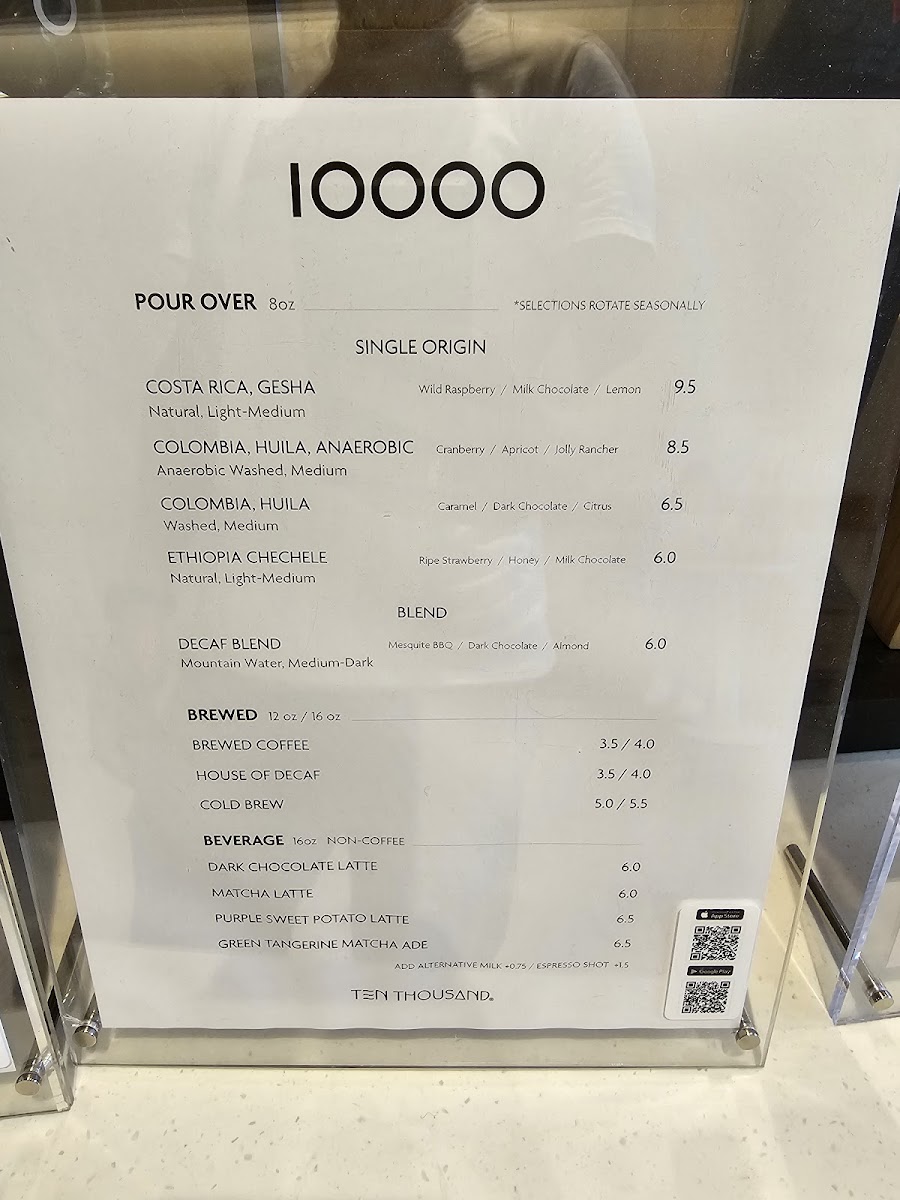 10000
POUR OVER 8oz *SELECTIONS ROTATE SEASONALLY
SINGLE ORIGIN
COSTA RICA, GESHA Wild Raspberry / Milk Chocolate / Lemon 9.5
Natural, Light-Medium
COLOMBIA, HUILA, ANAEROBIC Cranberry / Apricot / Jolly Rancher 8.5
Anaerobic Washed, Medium
COLOMBIA, HUILA Caramel / Dark Chocolate / Citrus 6.5
Washed, Medium
ETHIOPIA CHECHELE Ripe Strawberry / Honey / Milk Chocolate 6.0
Natural, Light-Medium
BLEND
DECAF BLEND Mesquite BBQ / Dark Chocolate / Almond 6.0
Mountain Water, Medium-Dark
BREWED 12 oz / 16 oz
BREWED COFFEE 3.5 / 4.0
HOUSE OF DECAF 3.5 / 4.0
COLD BREW 5.0 / 5.5
BEVERAGE 16oz NON-COFFEE
DARK CHOCOLATE LATTE 6.0
MATCHA LATTE 6.0
PURPLE SWEET POTATO LATTE 6.5
GREEN TANGERINE MATCHA ADE 6.5
ADD ALTERNATIVE MILK +0.75 / ESPRESSO SHOT +1.5
TEN THOUSAND®
App Store
Google Play